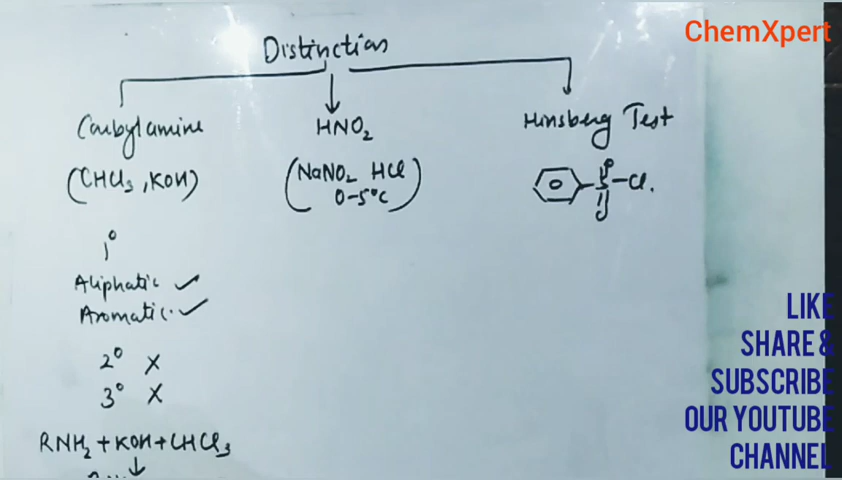 ChemXpert
Distinction
Carbylamine
(CHCl3, KOH)
1°
Aliphatic ✓
Aromatic. ✓
2° X
3° X
RNH2 + KOH + CHCl3
↓
HNO2
(NaNO2 HCl
0-5°C)
Hinsberg Test
S
O
O
Cl.
LIKE
SHARE &
SUBSCRIBE
OUR YOUTUBE
CHANNEL